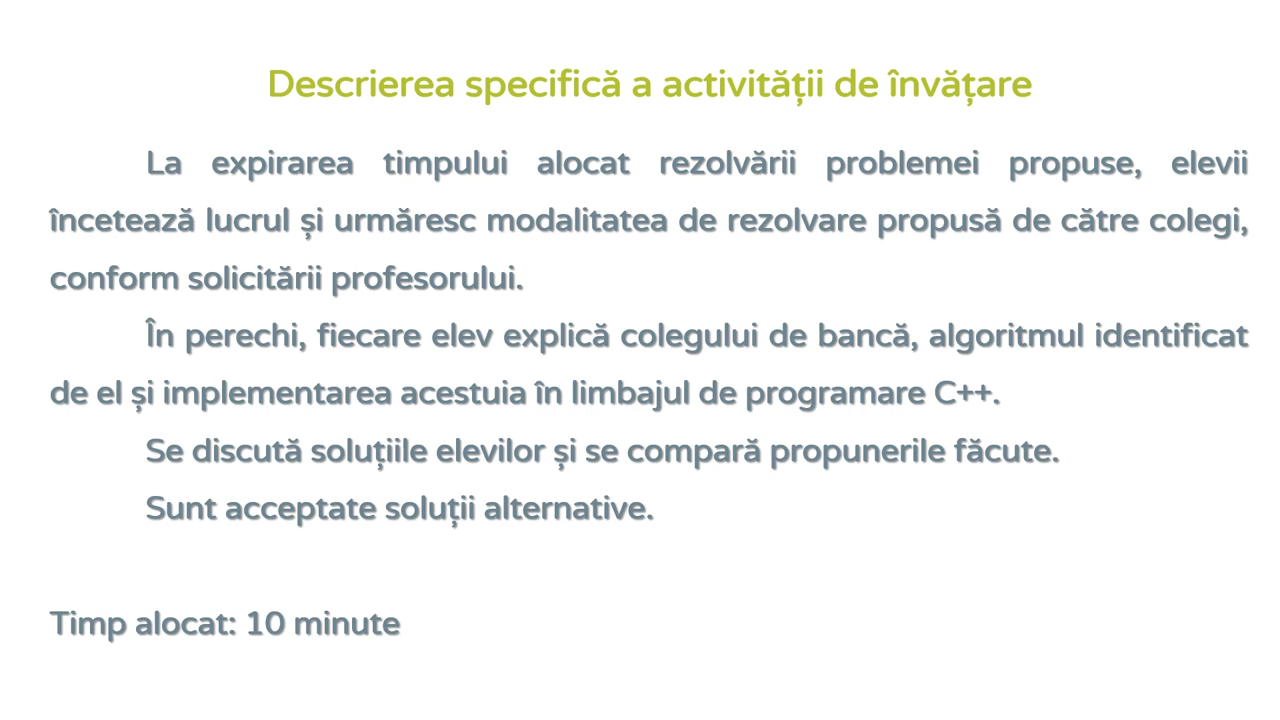 Descrierea specifică a activității de învățare
La expirarea timpului alocat rezolvării problemei propuse, elevii
încetează lucrul și urmăresc modalitatea de rezolvare propusă de către colegi,
conform solicitării profesorului.
În perechi, fiecare elev explică colegului de bancă, algoritmul identificat
de el și implementarea acestuia în limbajul de programare C++.
Se discută soluțiile elevilor și se compară propunerile făcute.
Sunt acceptate soluții alternative.
Timp alocat: 10 minute